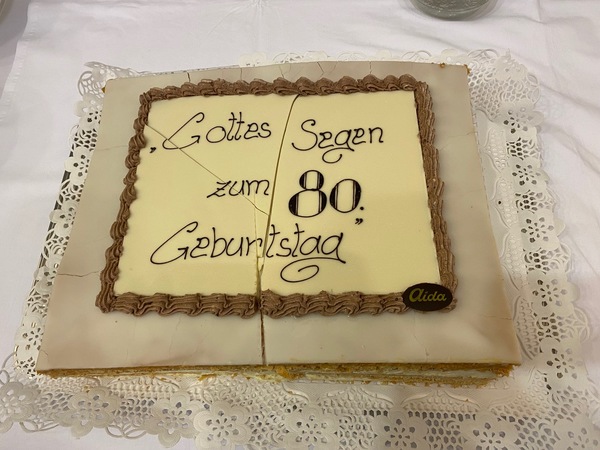 „Gottes Segen
zum 80.
Geburtstag”
aida